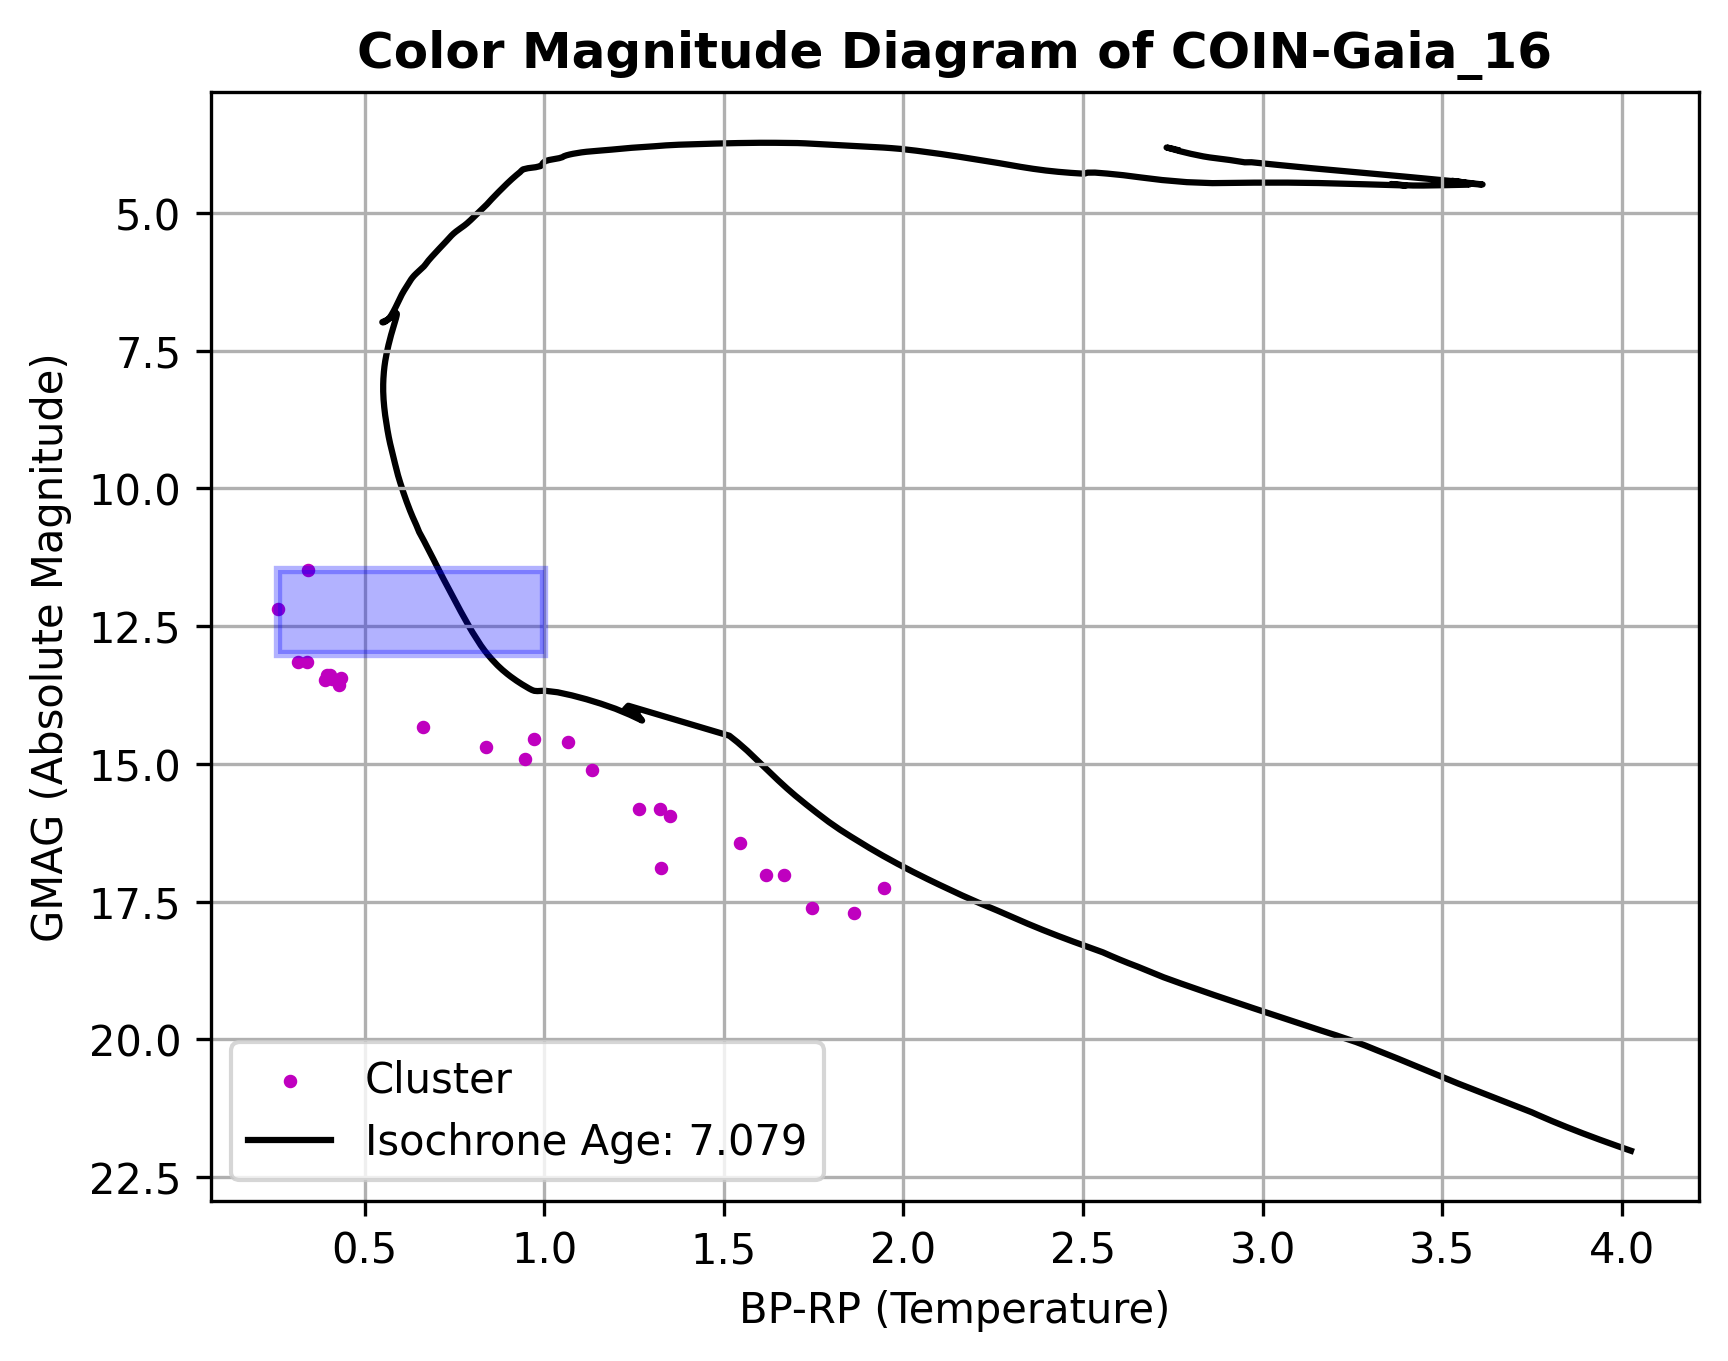 Color Magnitude Diagram of COIN-Gaia_16
GMAG (Absolute Magnitude)
5.0
7.5
10.0
12.5
15.0
17.5
20.0
22.5
Cluster
Isochrone Age: 7.079
0.5 1.0 1.5 2.0 2.5 3.0 3.5 4.0
BP-RP (Temperature)